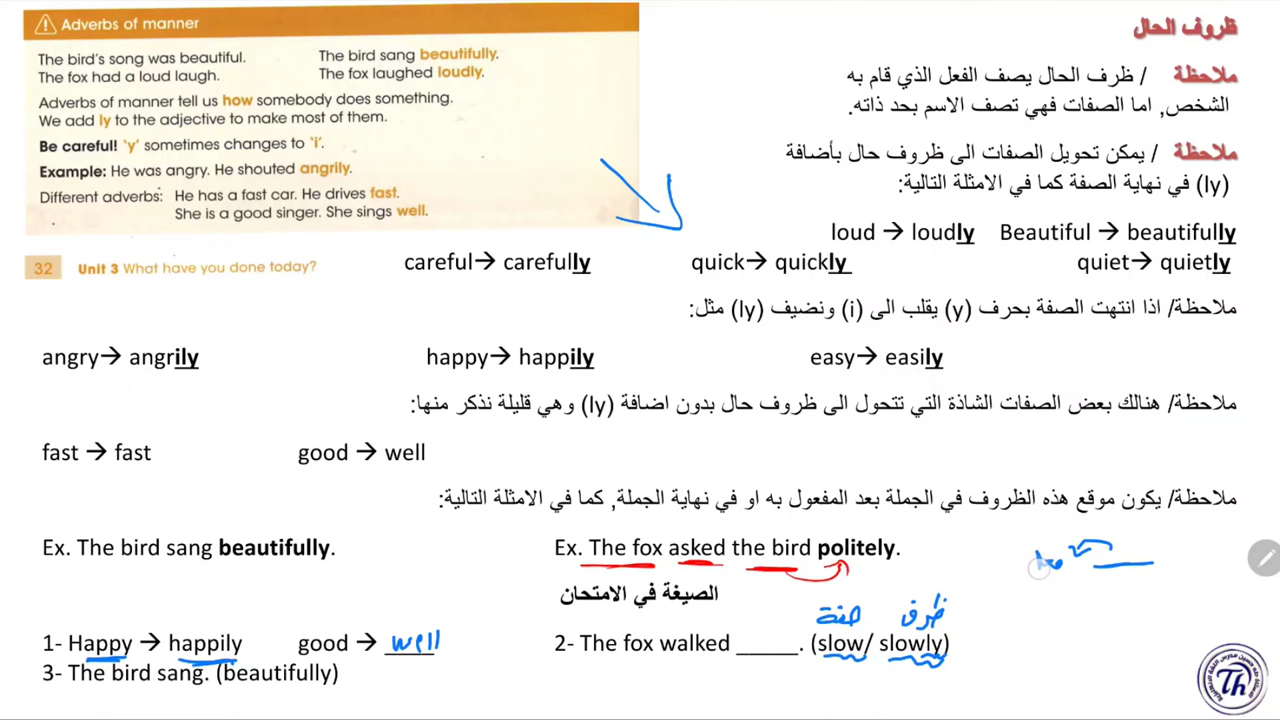 Adverbs of manner
The bird's song was beautiful. The bird sang beautifully.
The fox had a loud laugh. The fox laughed loudly.
Adverbs of manner tell us how somebody does something.
We add ly to the adjective to make most of them.
Be careful! 'y' sometimes changes to 'i'.
Example: He was angry. He shouted angrily.
Different adverbs: He has a fast car. He drives fast.
She is a good singer. She sings well.
32 Unit 3 What have you done today?
ظروف الحال
ملاحظة / ظرف الحال يصف الفعل الذي قام به
الشخص, اما الصفات فهي تصف الاسم بحد ذاته.
ملاحظة / يمكن تحويل الصفات الى ظروف حال بأضافة
(ly) في نهاية الصفة كما في الامثلة التالية:
loud → loudly Beautiful → beautifully
careful→ carefully quick→ quickly quiet→ quietly
ملاحظة/ اذا انتهت الصفة بحرف (y) يقلب الى (i) ونضيف (ly) مثل:
angry→ angrily happy→ happily easy→ easily
ملاحظة/ هنالك بعض الصفات الشاذة التي تتحول الى ظروف حال بدون اضافة (ly) وهي قليلة نذكر منها:
fast → fast good → well
ملاحظة/ يكون موقع هذه الظروف في الجملة بعد المفعول به او في نهاية الجملة, كما في الامثلة التالية:
Ex. The bird sang beautifully. Ex. The fox asked the bird politely.
الصيغة في الامتحان
صفة ظرف
1- Happy → happily good → well 2- The fox walked ______. (slow/ slowly)
3- The bird sang. (beautifully)
Th